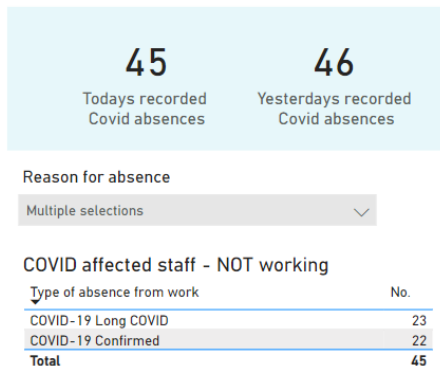 45 46
Todays recorded Yesterdays recorded
Covid absences Covid absences
Reason for absence
Multiple selections
COVID affected staff - NOT working
Type of absence from work No.
COVID-19 Long COVID 23
COVID-19 Confirmed 22
Total 45